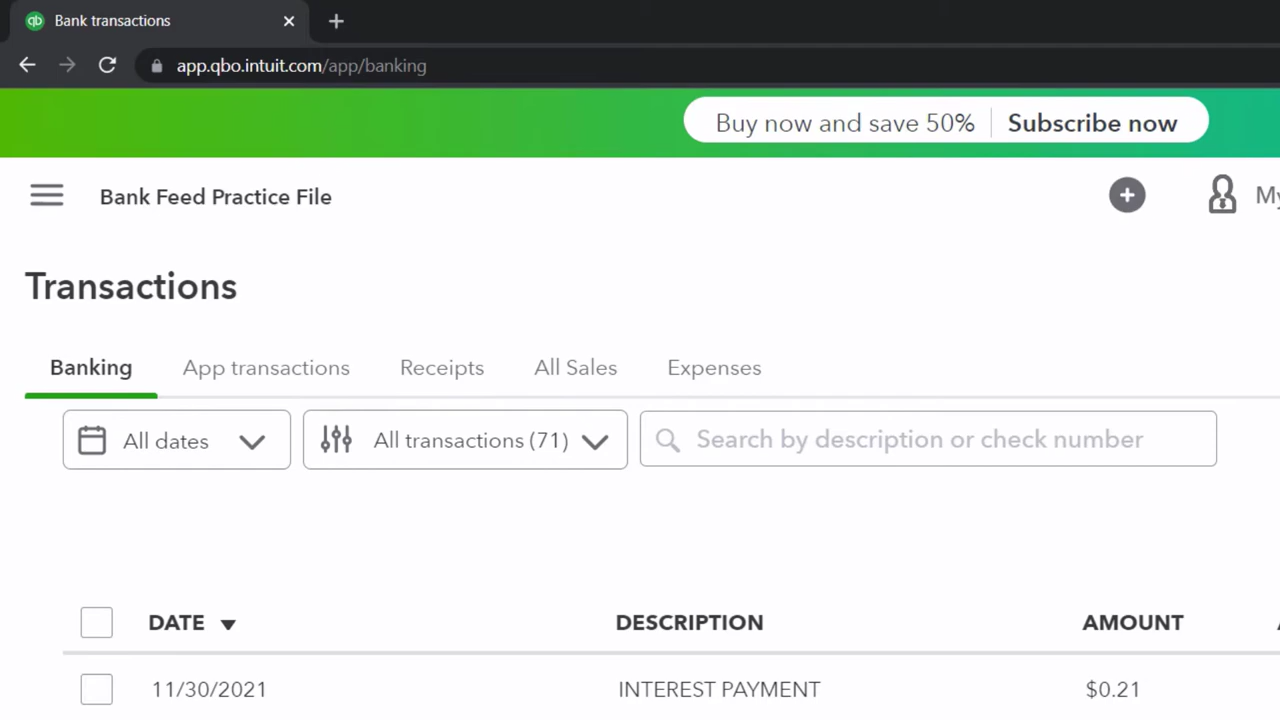 qb Bank transactions
app.qbo.intuit.com/app/banking
Buy now and save 50% Subscribe now
Bank Feed Practice File
My
Transactions
Banking App transactions Receipts All Sales Expenses
All dates All transactions (71) Search by description or check number
DATE DESCRIPTION AMOUNT
11/30/2021 INTEREST PAYMENT $0.21